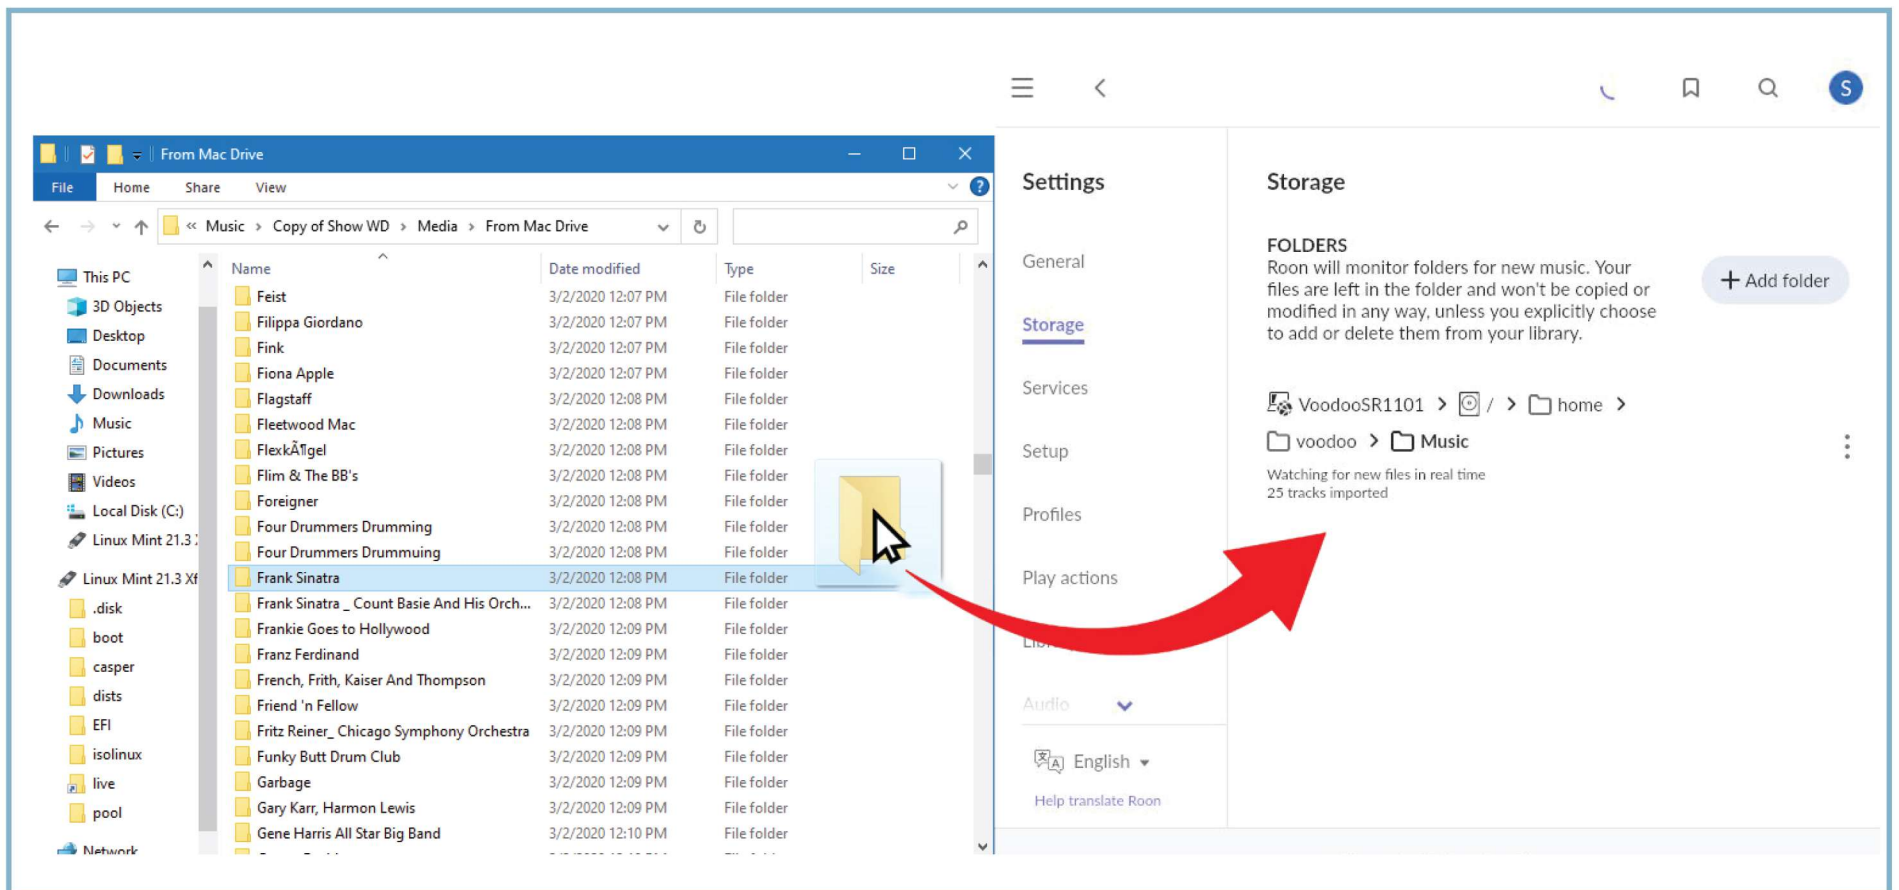 From Mac Drive
File Home Share View
« Music > Copy of Show WD > Media > From Mac Drive
This PC
3D Objects
Desktop
Documents
Downloads
Music
Pictures
Videos
Local Disk (C:)
Linux Mint 21.3
Linux Mint 21.3 Xf
.disk
boot
casper
dists
EFI
isolinux
live
pool
Network
Name Date modified Type Size
Feist 3/2/2020 12:07 PM File folder
Filippa Giordano 3/2/2020 12:07 PM File folder
Fink 3/2/2020 12:07 PM File folder
Fiona Apple 3/2/2020 12:07 PM File folder
Flagstaff 3/2/2020 12:08 PM File folder
Fleetwood Mac 3/2/2020 12:08 PM File folder
FlexkÃ¶gel 3/2/2020 12:08 PM File folder
Flim & The BB's 3/2/2020 12:08 PM File folder
Foreigner 3/2/2020 12:08 PM File folder
Four Drummers Drumming 3/2/2020 12:08 PM File folder
Four Drummers Drummuing 3/2/2020 12:08 PM File folder
Frank Sinatra 3/2/2020 12:08 PM File folder
Frank Sinatra _ Count Basie And His Orch... 3/2/2020 12:08 PM File folder
Frankie Goes to Hollywood 3/2/2020 12:09 PM File folder
Franz Ferdinand 3/2/2020 12:09 PM File folder
French, Frith, Kaiser And Thompson 3/2/2020 12:09 PM File folder
Friend 'n Fellow 3/2/2020 12:09 PM File folder
Fritz Reiner_ Chicago Symphony Orchestra 3/2/2020 12:09 PM File folder
Funky Butt Drum Club 3/2/2020 12:09 PM File folder
Garbage 3/2/2020 12:09 PM File folder
Gary Karr, Harmon Lewis 3/2/2020 12:09 PM File folder
Gene Harris All Star Big Band 3/2/2020 12:10 PM File folder
S
Settings
General
Storage
Services
Setup
Profiles
Play actions
Audio
English
Help translate Roon
Storage
FOLDERS
Roon will monitor folders for new music. Your
files are left in the folder and won't be copied or
modified in any way, unless you explicitly choose
to add or delete them from your library.
+ Add folder
VoodooSR1101 > / > home >
voodoo > Music
Watching for new files in real time
25 tracks imported